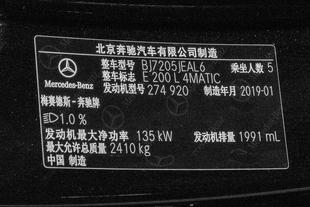 北京奔驰汽车有限公司制造
整车型号 BJ7205JEAL6 乘坐人数 5
整车标志 E 200 L 4MATIC
Mercedes-Benz 发动机型号 274 920 制造年月 2019-01
梅赛德斯-奔驰牌
1.0 %
发动机最大净功率 135 kW 发动机排量 1991 mL
最大允许总质量 2410 kg
中国 制造